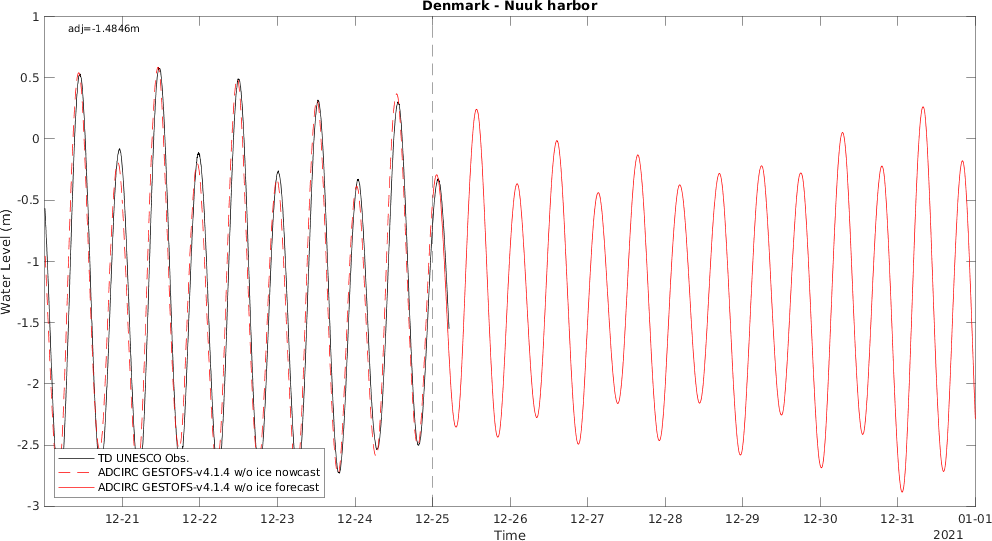 Denmark - Nuuk harbor
adj=-1.4846m
1
0.5
0
-0.5
-1
-1.5
-2
-2.5
-3
Water Level (m)
TD UNESCO Obs.
ADCIRC GESTOFS-v4.1.4 w/o ice nowcast
ADCIRC GESTOFS-v4.1.4 w/o ice forecast
12-21 12-22 12-23 12-24 12-25 12-26 12-27 12-28 12-29 12-30 12-31 01-01
Time
2021